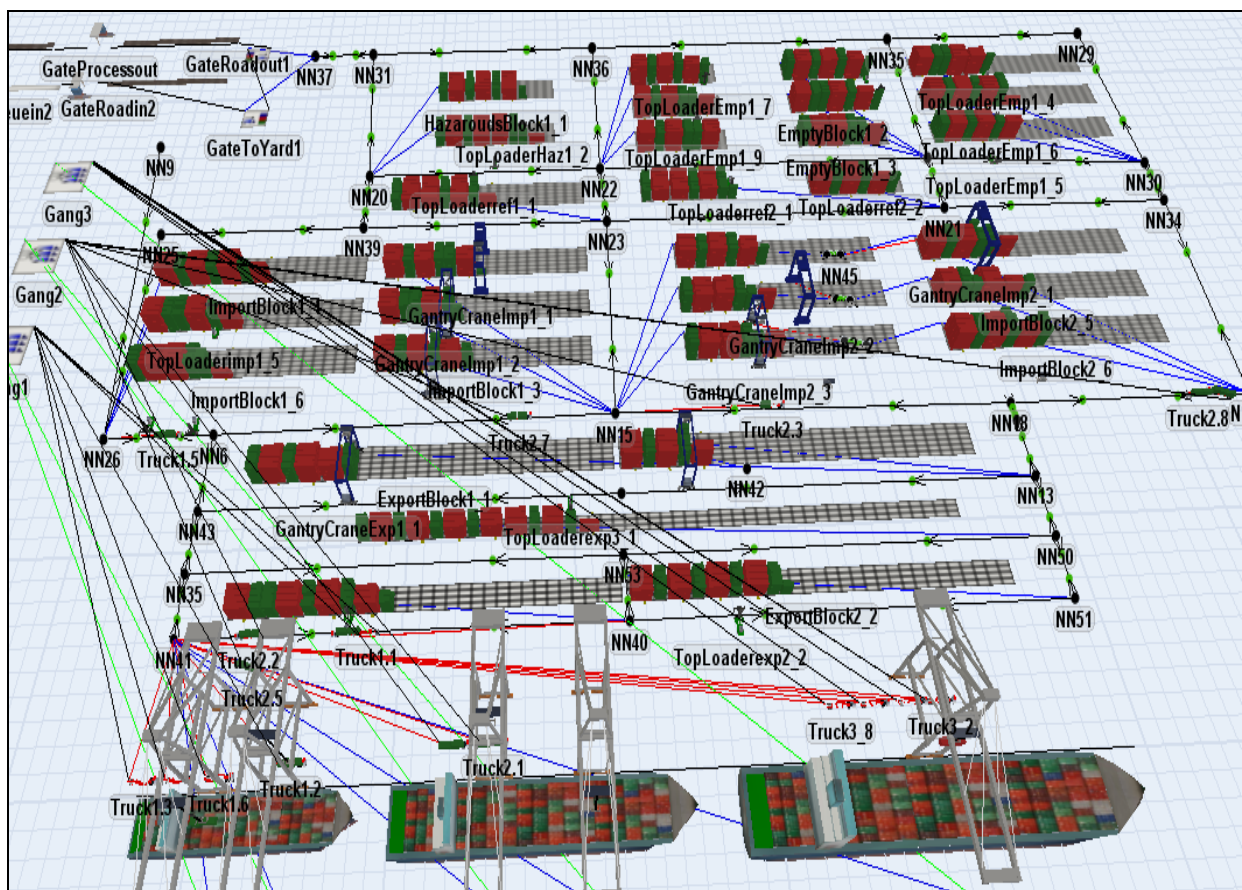 GateProcessout
GateRoadout1
NN37
NN31
NN36
NN35
NN29
ueuein2
GateRoadin2
GateToYard1
HazaroudsBlock1_1
TopLoaderEmp1_7
TopLoaderEmp1_4
EmptyBlock1_2
NN9
TopLoaderHaz1_2
TopLoaderEmp1_9
TopLoaderEmp1_6
EmptyBlock1_3
NN20
NN22
NN30
TopLoaderEmp1_5
Gang3
TopLoaderref1_1
TopLoaderref2_1
TopLoaderref2_2
NN34
NN25
NN39
NN23
NN21
Gang2
NN45
ImportBlock1_4
GantryCraneImp1_1
GantryCraneImp2_1
ImportBlock2_5
TopLoaderimp1_5
GantryCraneImp1_2
GantryCraneImp2_2
ang1
ImportBlock1_3
ImportBlock2_6
ImportBlock1_6
GantryCraneImp2_3
Truck2.8
N
NN26
Truck1.5
NN6
Truck2.7
NN15
Truck2.3
NN18
NN42
NN13
ExportBlock1_1
NN43
GantryCraneExp1_1
TopLoaderexp3_1
NN50
NN35
NN53
NN51
ExportBlock2_2
NN41
Truck2.2
Truck1.1
NN40
TopLoaderexp2_2
Truck2.5
Truck3_8
Truck3_2
Truck2.1
Truck1.3
Truck1.6
Truck1.2